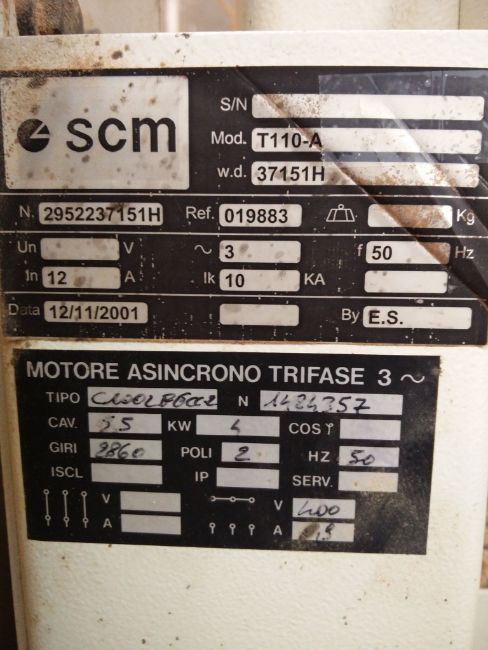 scm
S/N
Mod. T110-A
w.d. 37151H
N. 2952237151H Ref. 019883 Kg
Un V ~ 3 f 50 Hz
In 12 A Ik 10 KA
Data 12/11/2001 By E.S.
MOTORE ASINCRONO TRIFASE 3 ~
TIPO N 1424357
CAV. 5.5 KW 4 COS φ
GIRI 2860 POLI 2 HZ 50
ISCL IP SERV.
V V 400
A A